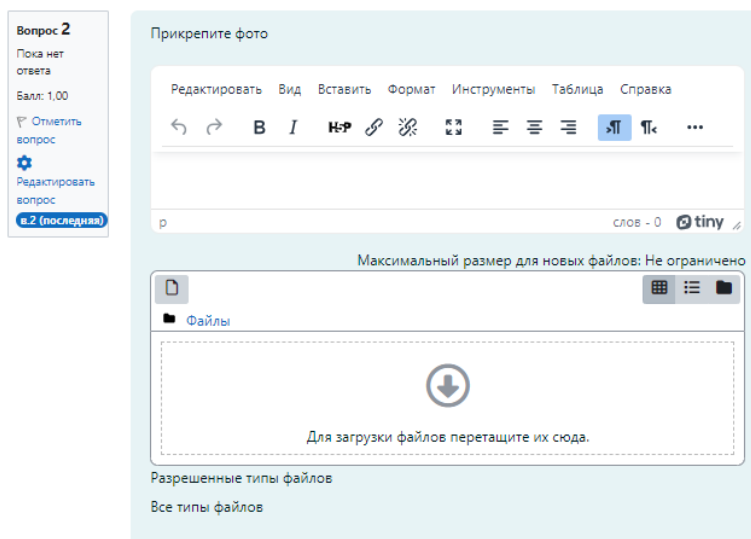 Вопрос 2
Пока нет
ответа
Балл: 1,00
Отметить
вопрос
Редактировать
вопрос
в.2 (последняя)
Прикрепите фото
Редактировать Вид Вставить Формат Инструменты Таблица Справка
B I H-P
p слов - 0 tiny
Максимальный размер для новых файлов: Не ограничено
Файлы
Для загрузки файлов перетащите их сюда.
Разрешенные типы файлов
Все типы файлов